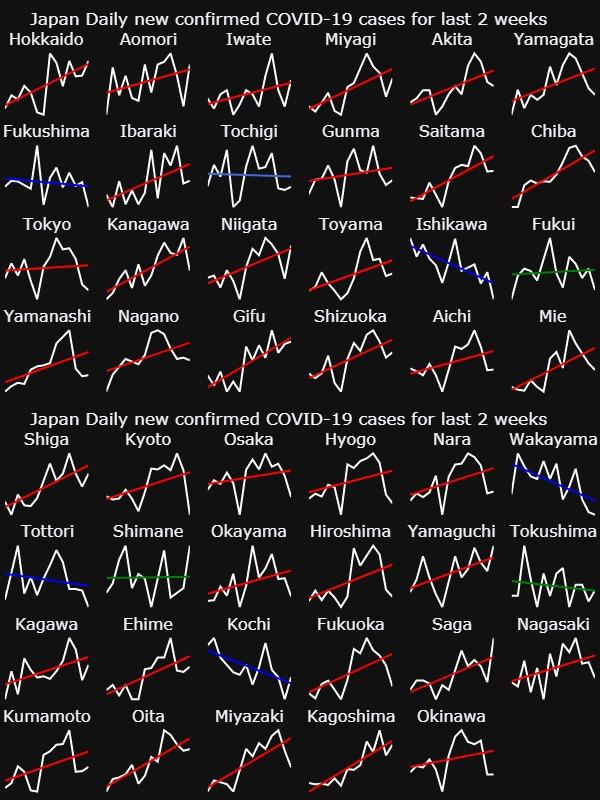 Japan Daily new confirmed COVID-19 cases for last 2 weeks
Hokkaido Aomori Iwate Miyagi Akita Yamagata
Fukushima Ibaraki Tochigi Gunma Saitama Chiba
Tokyo Kanagawa Niigata Toyama Ishikawa Fukui
Yamanashi Nagano Gifu Shizuoka Aichi Mie
Japan Daily new confirmed COVID-19 cases for last 2 weeks
Shiga Kyoto Osaka Hyogo Nara Wakayama
Tottori Shimane Okayama Hiroshima Yamaguchi Tokushima
Kagawa Ehime Kochi Fukuoka Saga Nagasaki
Kumamoto Oita Miyazaki Kagoshima Okinawa